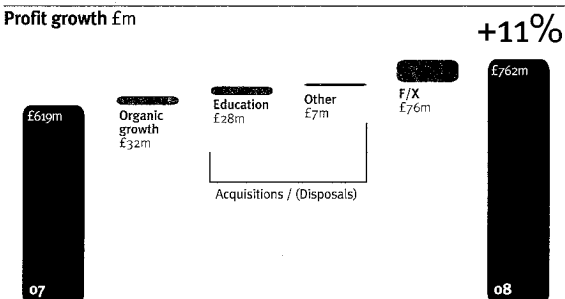 Profit growth £m
+11%
£619m
Organic
growth
£32m
Education
£28m
Other
£7m
F/X
£76m
£762m
Acquisitions / (Disposals)
07
08